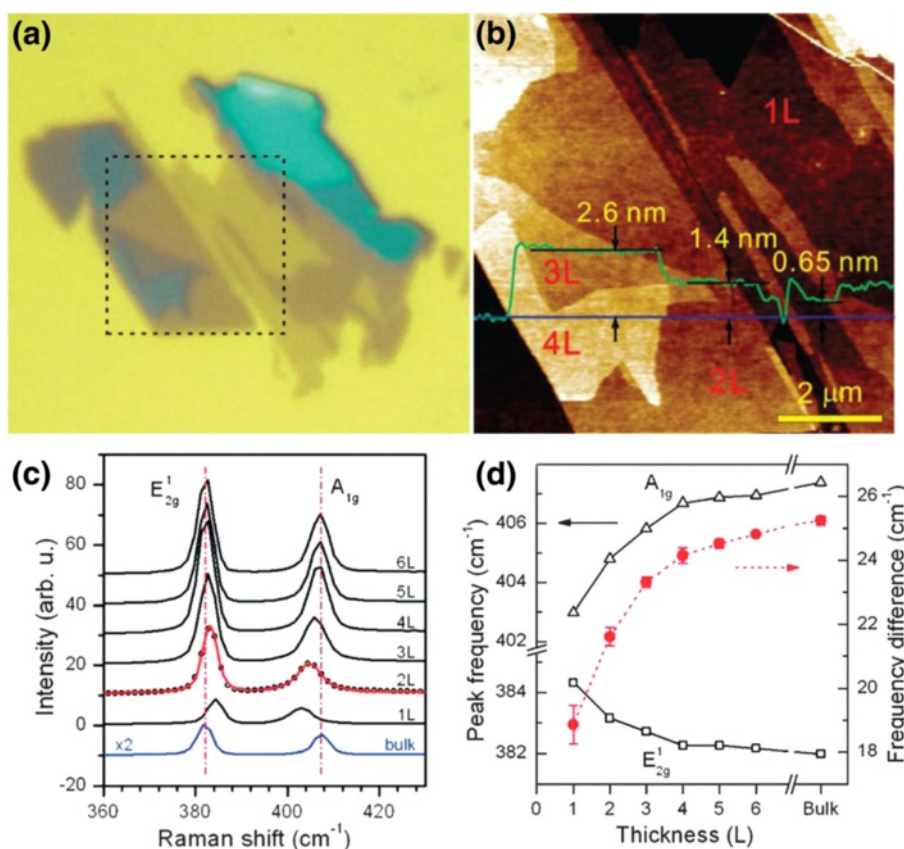 (a)
(b)
1L
2.6 nm
1.4 nm
0.65 nm
3L
4L
2L
2 μm
(c)
E¹2g
A1g
80
60
40
20
0
-20
Intensity (arb. u.)
6L
5L
4L
3L
2L
1L
x2
bulk
360
380
400
420
Raman shift (cm⁻¹)
(d)
A1g
E¹2g
406
404
402
384
382
Peak frequency (cm⁻¹)
26
24
22
20
18
Frequency difference (cm⁻¹)
0
1
2
3
4
5
6
Bulk
Thickness (L)